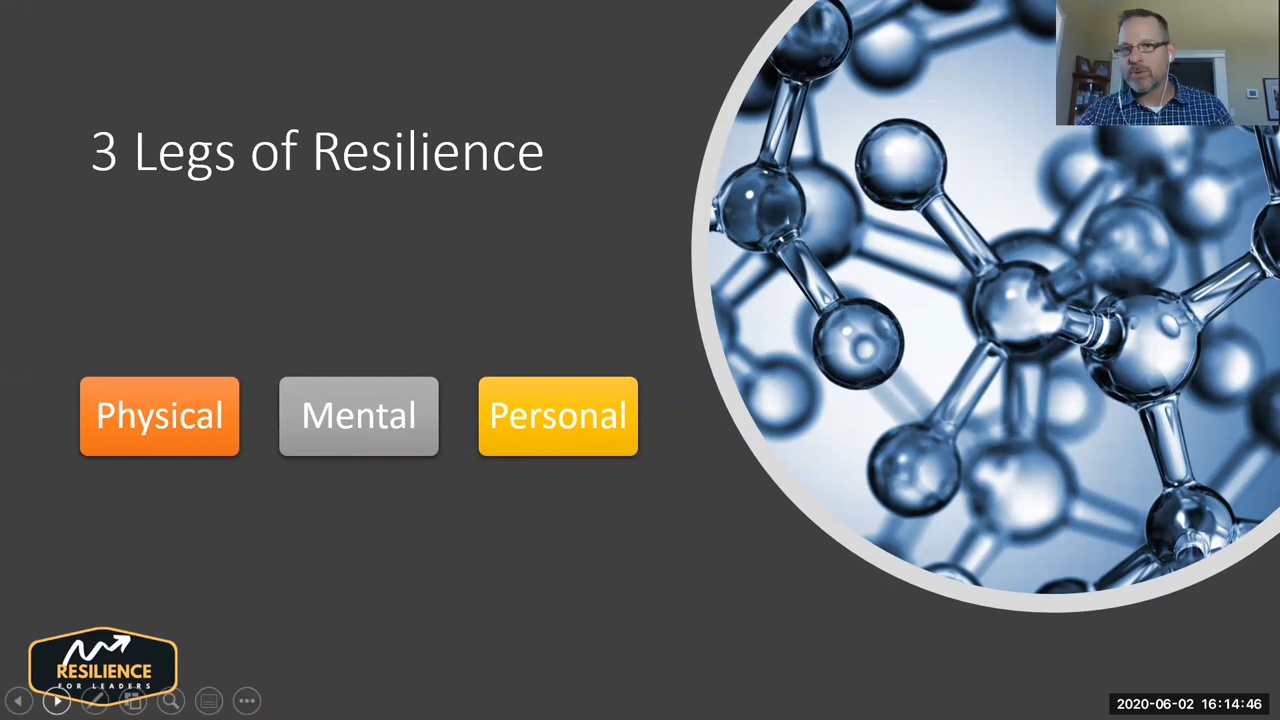 3 Legs of Resilience
Physical
Mental
Personal
RESILIENCE
FOR LEADERS
2020-06-02 16:14:46